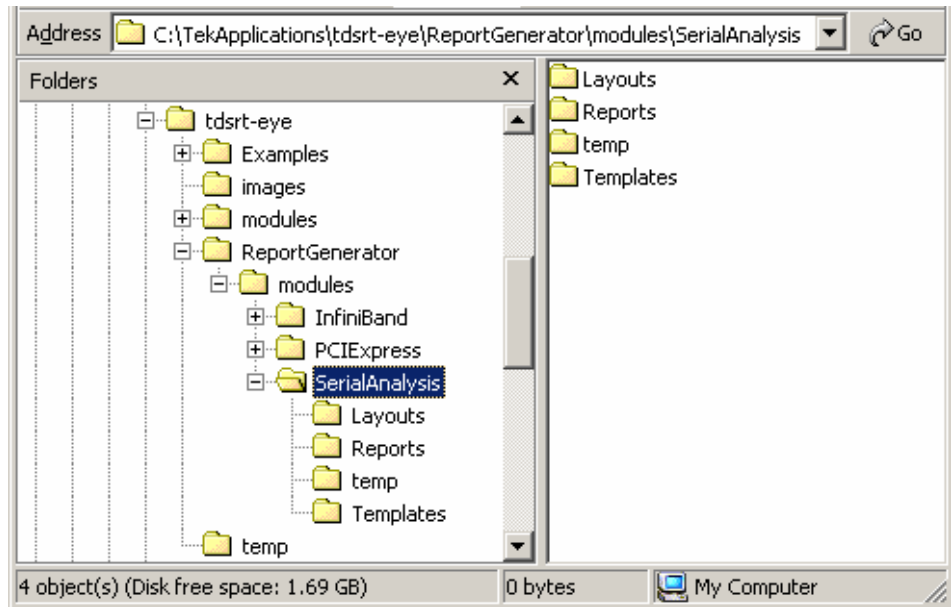 Address C:\TekApplications\tdsrt-eye\ReportGenerator\modules\SerialAnalysis Go
Folders ×
tdsrt-eye
Examples
images
modules
ReportGenerator
modules
InfiniBand
PCIExpress
SerialAnalysis
Layouts
Reports
temp
Templates
temp
Layouts
Reports
temp
Templates
4 object(s) (Disk free space: 1.69 GB) 0 bytes My Computer